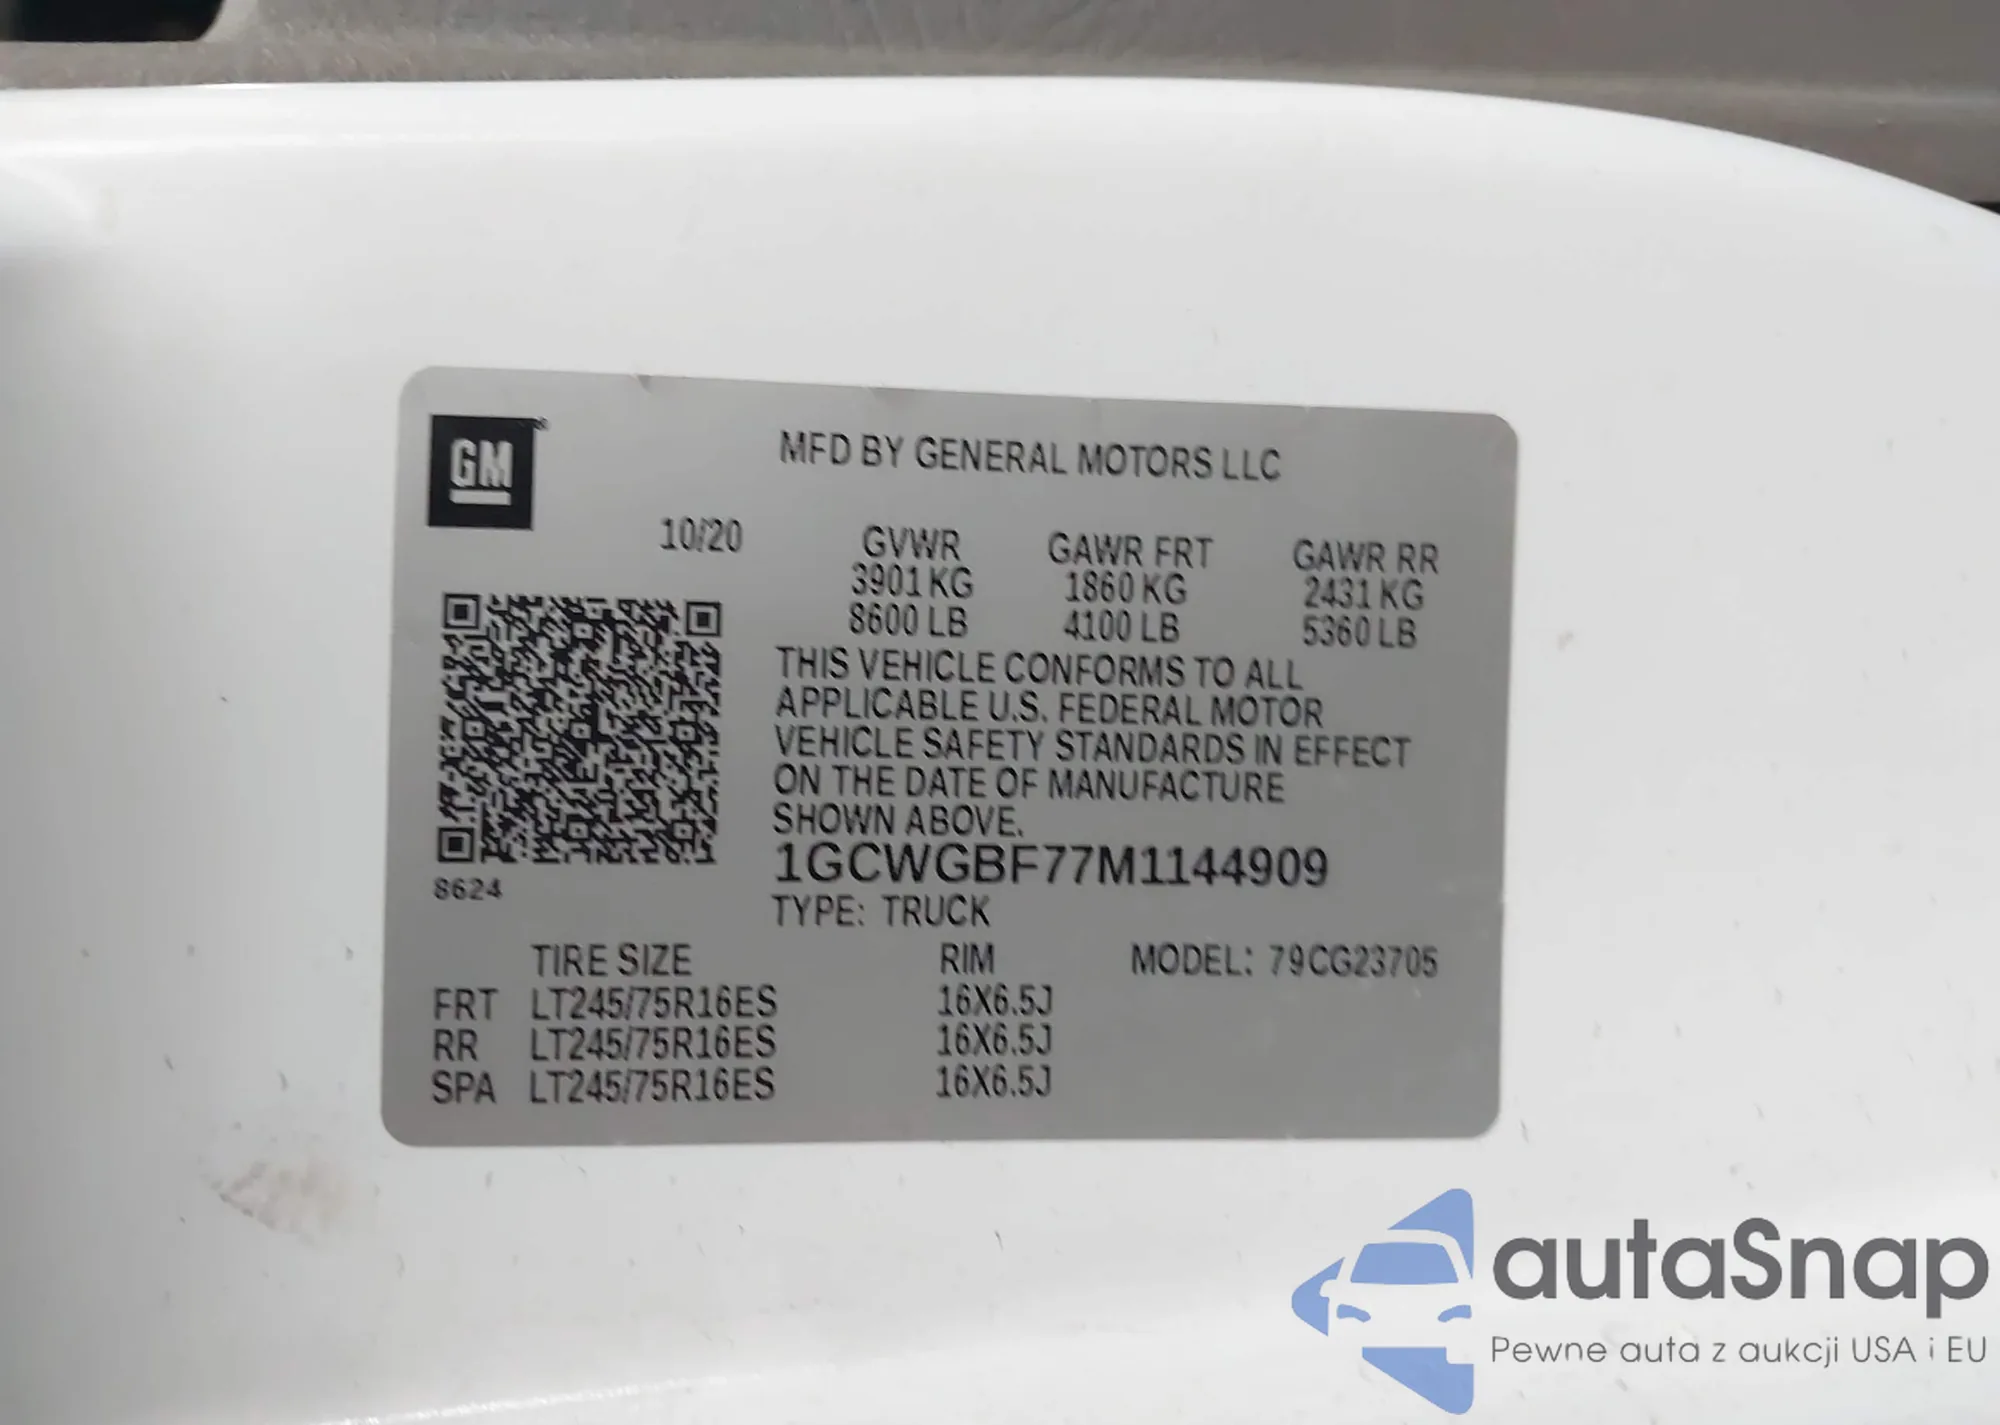 GM
MFD BY GENERAL MOTORS LLC
10/20
GVWR GAWR FRT GAWR RR
3901 KG 1860 KG 2431 KG
8600 LB 4100 LB 5360 LB
THIS VEHICLE CONFORMS TO ALL
APPLICABLE U.S. FEDERAL MOTOR
VEHICLE SAFETY STANDARDS IN EFFECT
ON THE DATE OF MANUFACTURE
SHOWN ABOVE.
1GCWGBF77M1144909
8624
TYPE: TRUCK
TIRE SIZE RIM MODEL: 79CG23705
FRT LT245/75R16ES 16X6.5J
RR LT245/75R16ES 16X6.5J
SPA LT245/75R16ES 16X6.5J
autaSnap
Pewne auta z aukcji USA i EU